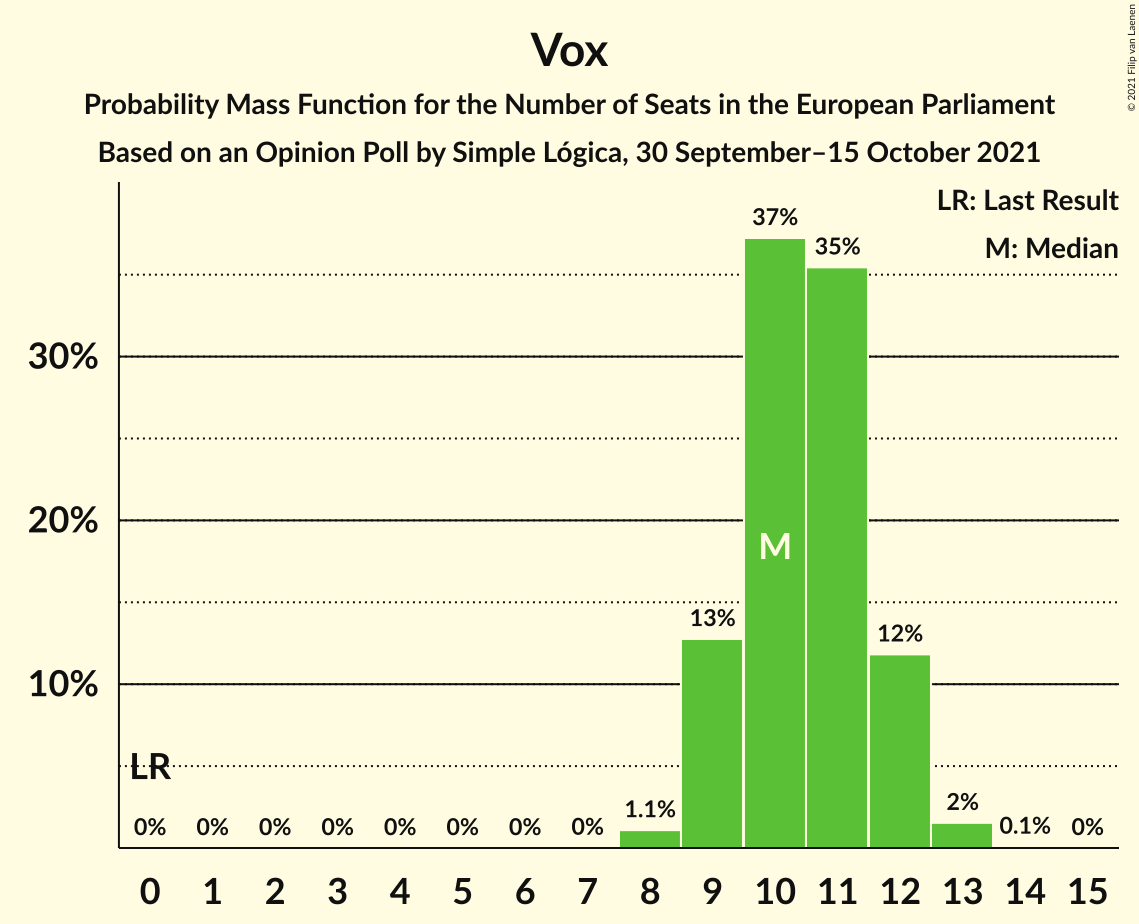 Vox
Probability Mass Function for the Number of Seats in the European Parliament
Based on an Opinion Poll by Simple Lógica, 30 September–15 October 2021
© 2021 Filip van Laenen
LR: Last Result
M: Median
37%
35%
30%
20%
M
13%
12%
10%
LR
0% 0% 0% 0% 0% 0% 0% 0% 1.1% 2% 0.1% 0%
0 1 2 3 4 5 6 7 8 9 10 11 12 13 14 15